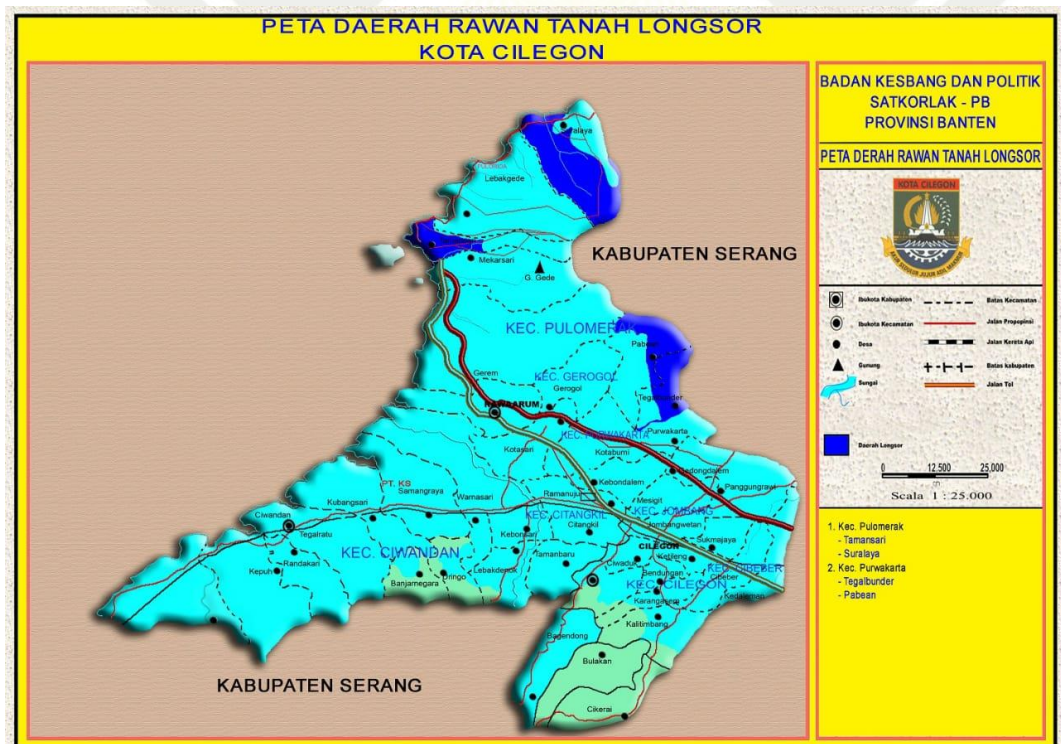 PETA DAERAH RAWAN TANAH LONGSOR
KOTA CILEGON
BADAN KESBANG DAN POLITIK
SATKORLAK - PB
PROVINSI BANTEN
PETA DERAH RAWAN TANAH LONGSOR
KOTA CILEGON
Ibukota Kabupaten
Batas Kecamatan
Ibukota Kecamatan
Jalan Propopinsi
Desa
Jalan Kereta Api
Gunung
Batas kabupaten
Sungai
Jalan Tol
Daerah Longsor
0 12.500 25.000
Scala 1 : 25.000
1. Kec. Pulomerak
- Tamansari
- Suralaya
2. Kec. Purwakarta
- Tegalbunder
- Pabean
Lebakgede
KABUPATEN SERANG
Mekarsari
G. Gede
KEC. PULOMERAK
Pabean
Gerem
KEC. GEROGOL
Gerogol
Tegalbunder
RAWAARUM
KEC. PURWAKARTA
Purwakarta
Kotasari
Kotabumi
Gedongdalem
Kebondalem
Panggungrawi
PT. KS
Samangraya
Warnasari
Ramanuju
Mesigit
Kubangsari
KEC. CITANGKIL
KEC. JOMBANG
Ciwandan
Citangkil
Jombangwetan
Tegalratu
Kebonsari
Sukmajaya
KEC. CIWANDAN
CILEGON
Randakari
Tamanbaru
Ciwaduk
Ketileng
Kepuh
Lebakdenok
Bendungan
KEC. CIBEBER
Cibeber
Banjarnegara
KEC. CILEGON
Kedaleman
Kalitimbang
Bagendong
Bulakan
KABUPATEN SERANG
Cikerai